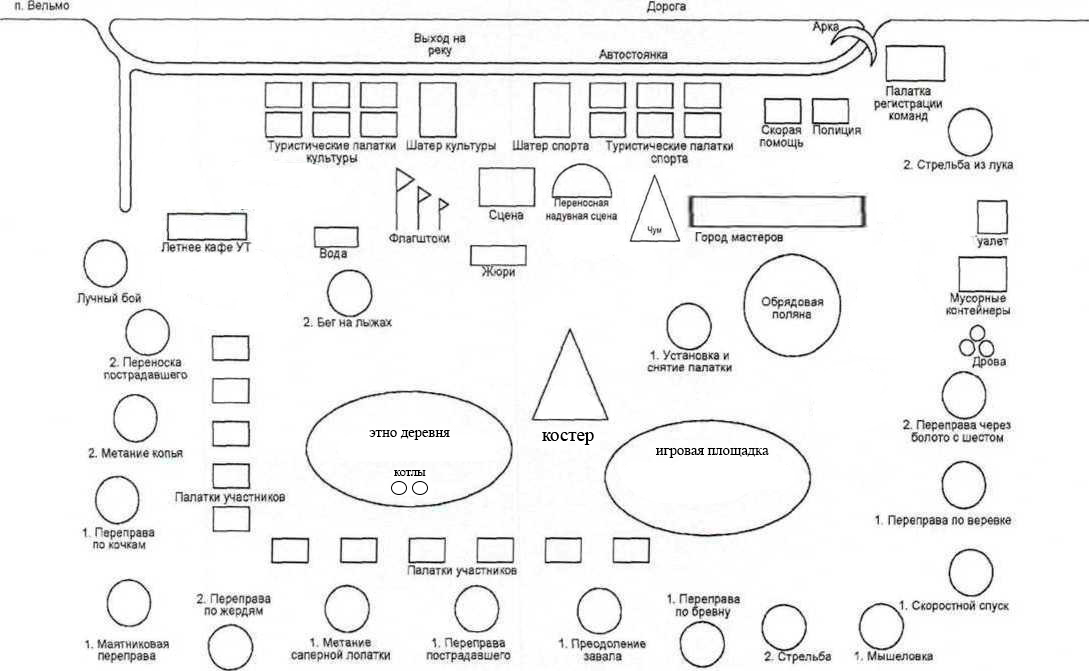 п. Вельмо
Дорога
Арка
Выход на
реку
Автостоянка
Палатка
регистрации
команд
Туристические палатки
культуры
Шатер культуры
Шатер спорта
Туристические палатки
спорта
Скорая
помощь
Полиция
2. Стрельба из лука
Сцена
Переносная
надувная сцена
Чум
Город мастеров
Флагштоки
Летнее кафе УТ
Вода
Жюри
уалет
Лучный бой
2. Бег на лыжах
Обрядовая
поляна
Мусорные
контейнеры
2. Переноска
пострадавшего
1. Установка и
снятие палатки
Дрова
2. Метание копья
этно деревня
костер
игровая площадка
2. Переправа через
болото с шестом
котлы
Палатки участников
1. Переправа
по кочкам
1. Переправа по веревке
Палатки участников
1. Скоростной спуск
1. Маятниковая
переправа
2. Переправа
по жердям
1. Метание
саперной лопатки
1. Переправа
пострадавшего
1. Преодоление
завала
1. Переправа
по бревну
2. Стрельба
1. Мышеловка